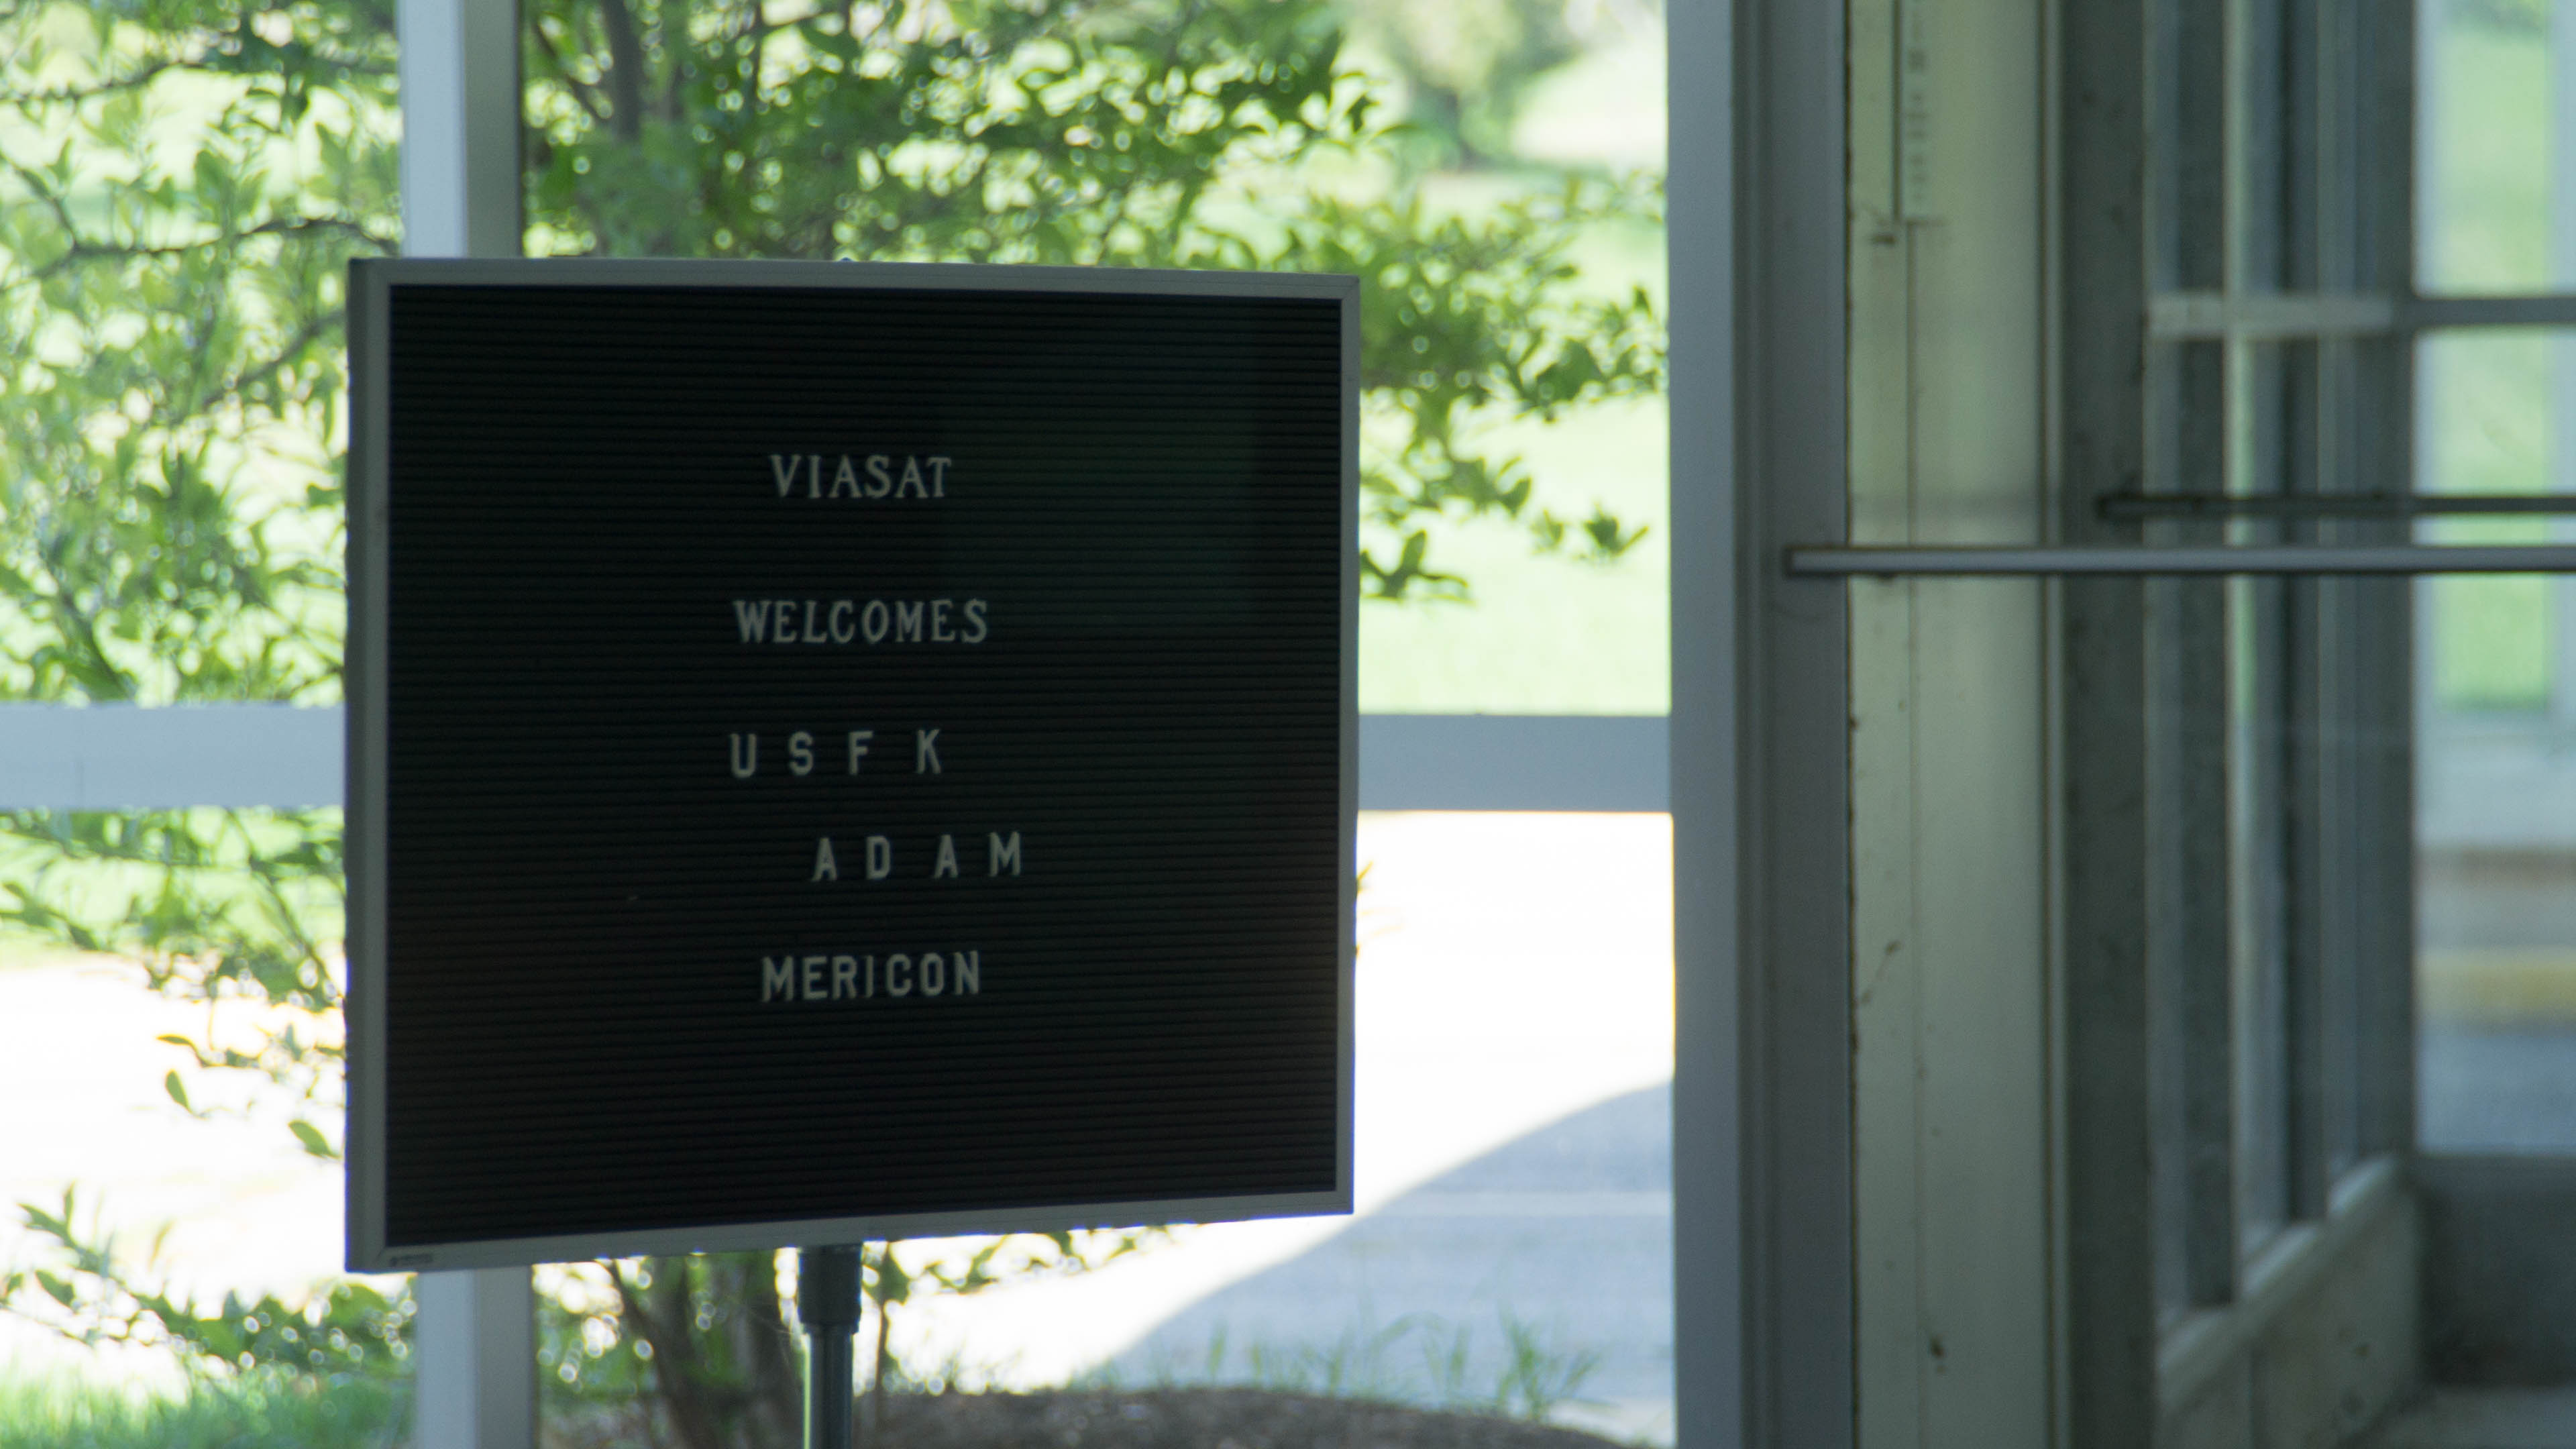 VIASAT
WELCOMES
USFK
ADAM
MERICON